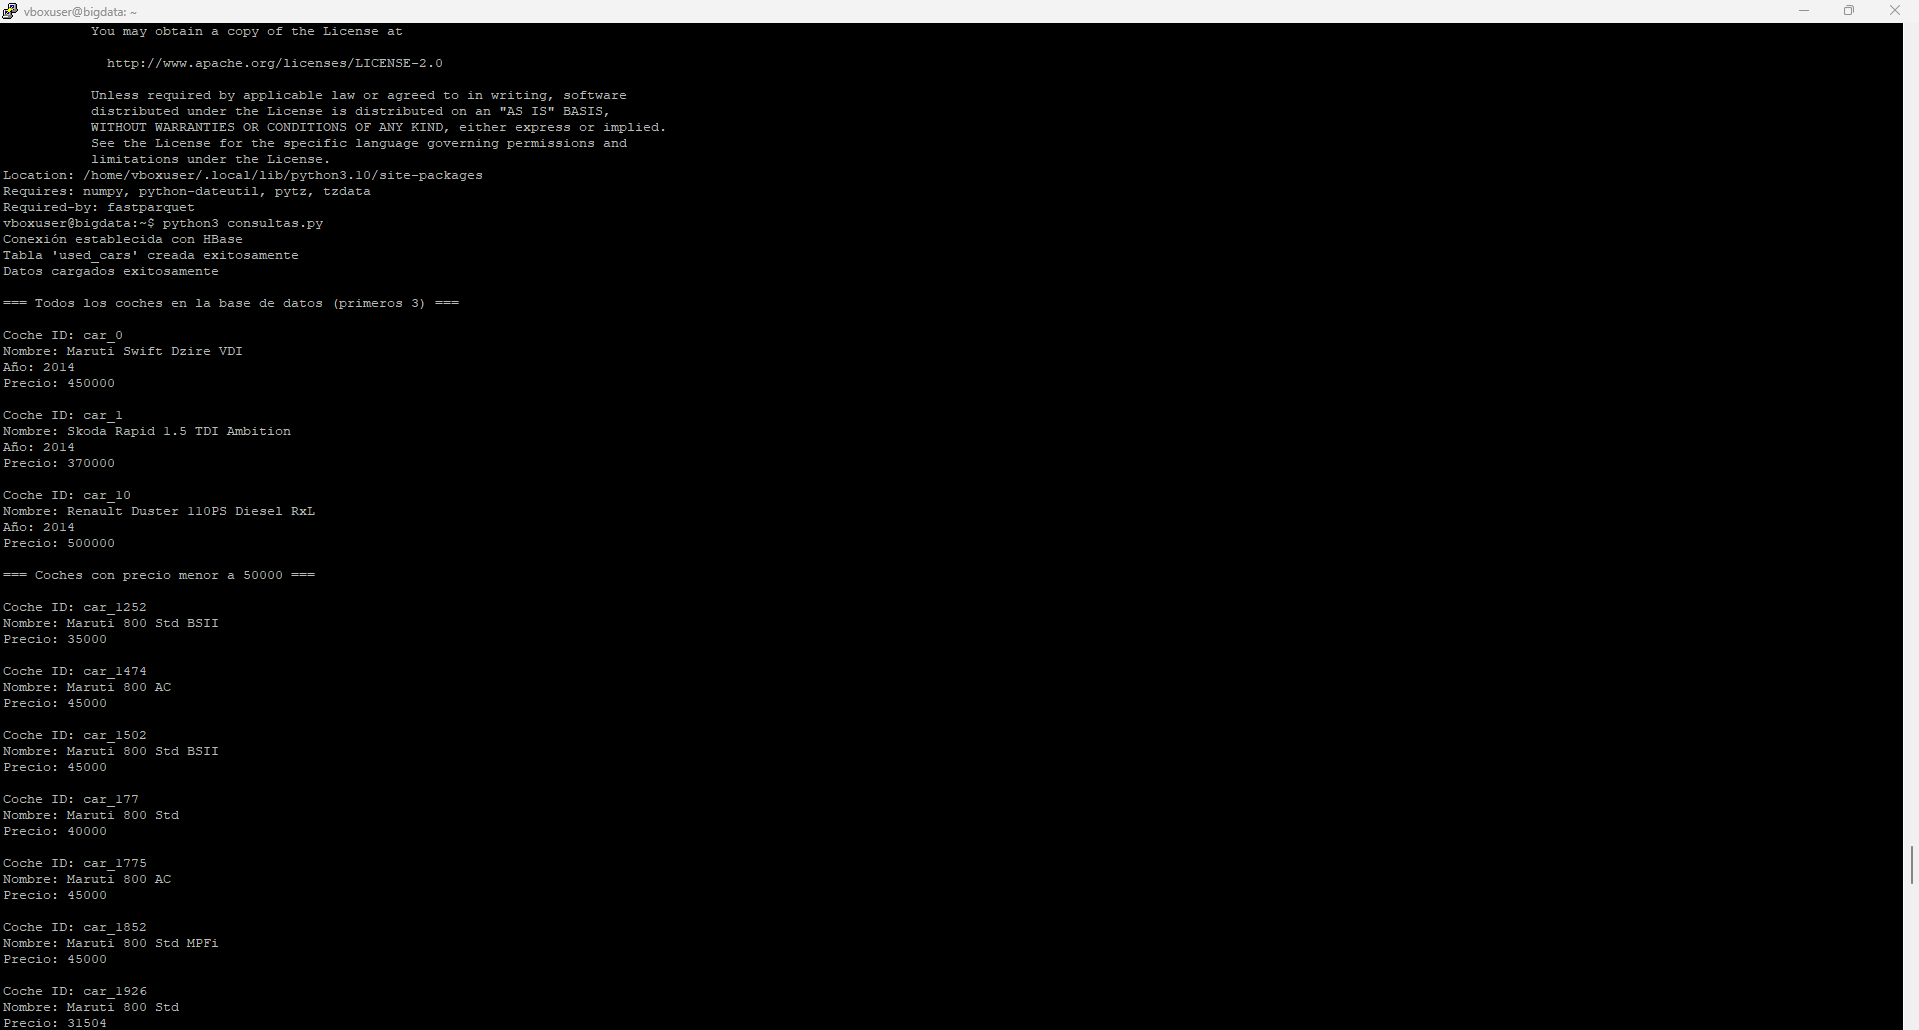 vboxuser@bigdata: ~
You may obtain a copy of the License at
http://www.apache.org/licenses/LICENSE-2.0
Unless required by applicable law or agreed to in writing, software
distributed under the License is distributed on an "AS IS" BASIS,
WITHOUT WARRANTIES OR CONDITIONS OF ANY KIND, either express or implied.
See the License for the specific language governing permissions and
limitations under the License.
Location: /home/vboxuser/.local/lib/python3.10/site-packages
Requires: numpy, python-dateutil, pytz, tzdata
Required-by: fastparquet
vboxuser@bigdata:~$ python3 consultas.py
Conexión establecida con HBase
Tabla 'used_cars' creada exitosamente
Datos cargados exitosamente
=== Todos los coches en la base de datos (primeros 3) ===
Coche ID: car_0
Nombre: Maruti Swift Dzire VDI
Año: 2014
Precio: 450000
Coche ID: car_1
Nombre: Skoda Rapid 1.5 TDI Ambition
Año: 2014
Precio: 370000
Coche ID: car_10
Nombre: Renault Duster 110PS Diesel RxL
Año: 2014
Precio: 500000
=== Coches con precio menor a 50000 ===
Coche ID: car_1252
Nombre: Maruti 800 Std BSII
Precio: 35000
Coche ID: car_1474
Nombre: Maruti 800 AC
Precio: 45000
Coche ID: car_1502
Nombre: Maruti 800 Std BSII
Precio: 45000
Coche ID: car_177
Nombre: Maruti 800 Std
Precio: 40000
Coche ID: car_1775
Nombre: Maruti 800 AC
Precio: 45000
Coche ID: car_1852
Nombre: Maruti 800 Std MPFi
Precio: 45000
Coche ID: car_1926
Nombre: Maruti 800 Std
Precio: 31504